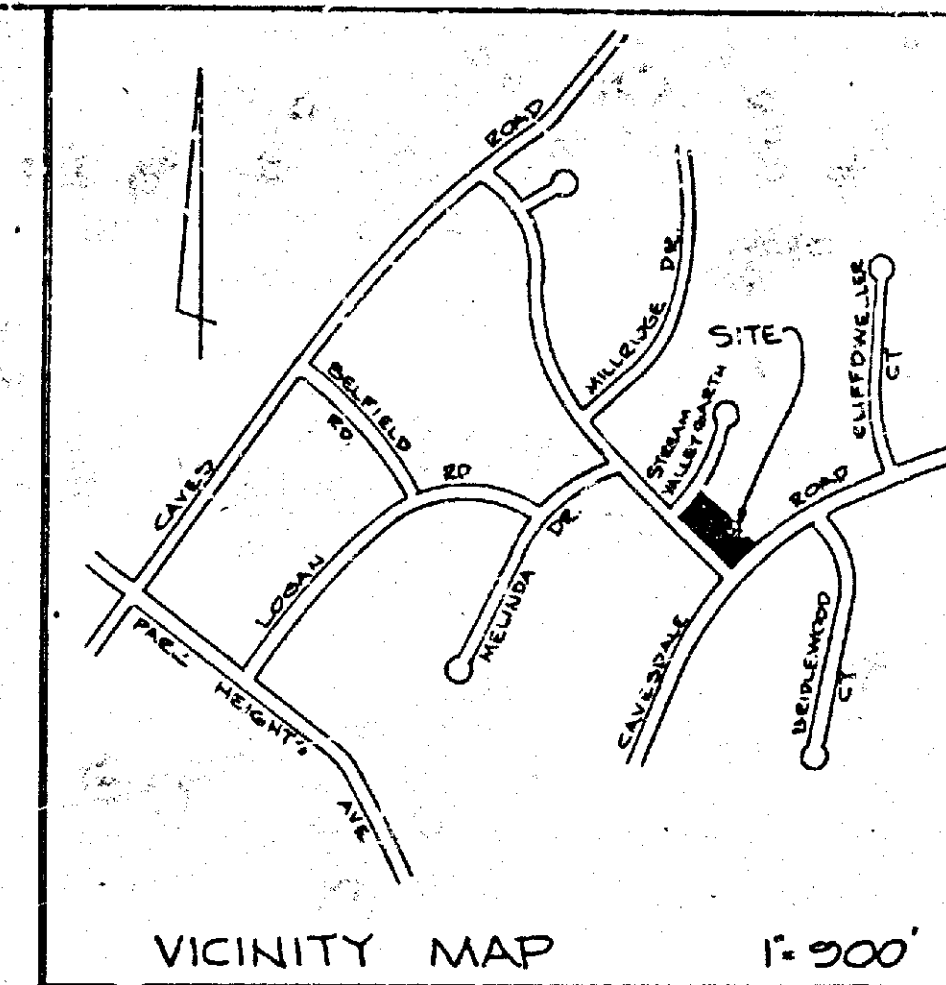 ROAD
MILLRIDGE DR.
SITE
CLIFFDWELLER CT
STREAM
VALLEY GARTH
BELFIELD
RD
RD
ROAD
CAVES
DR.
LOGAN
MELINDA
PARK
HEIGHTS
AVE
CAVESDALE
BRIDLEWOOD
CT
VICINITY MAP 1"=900'